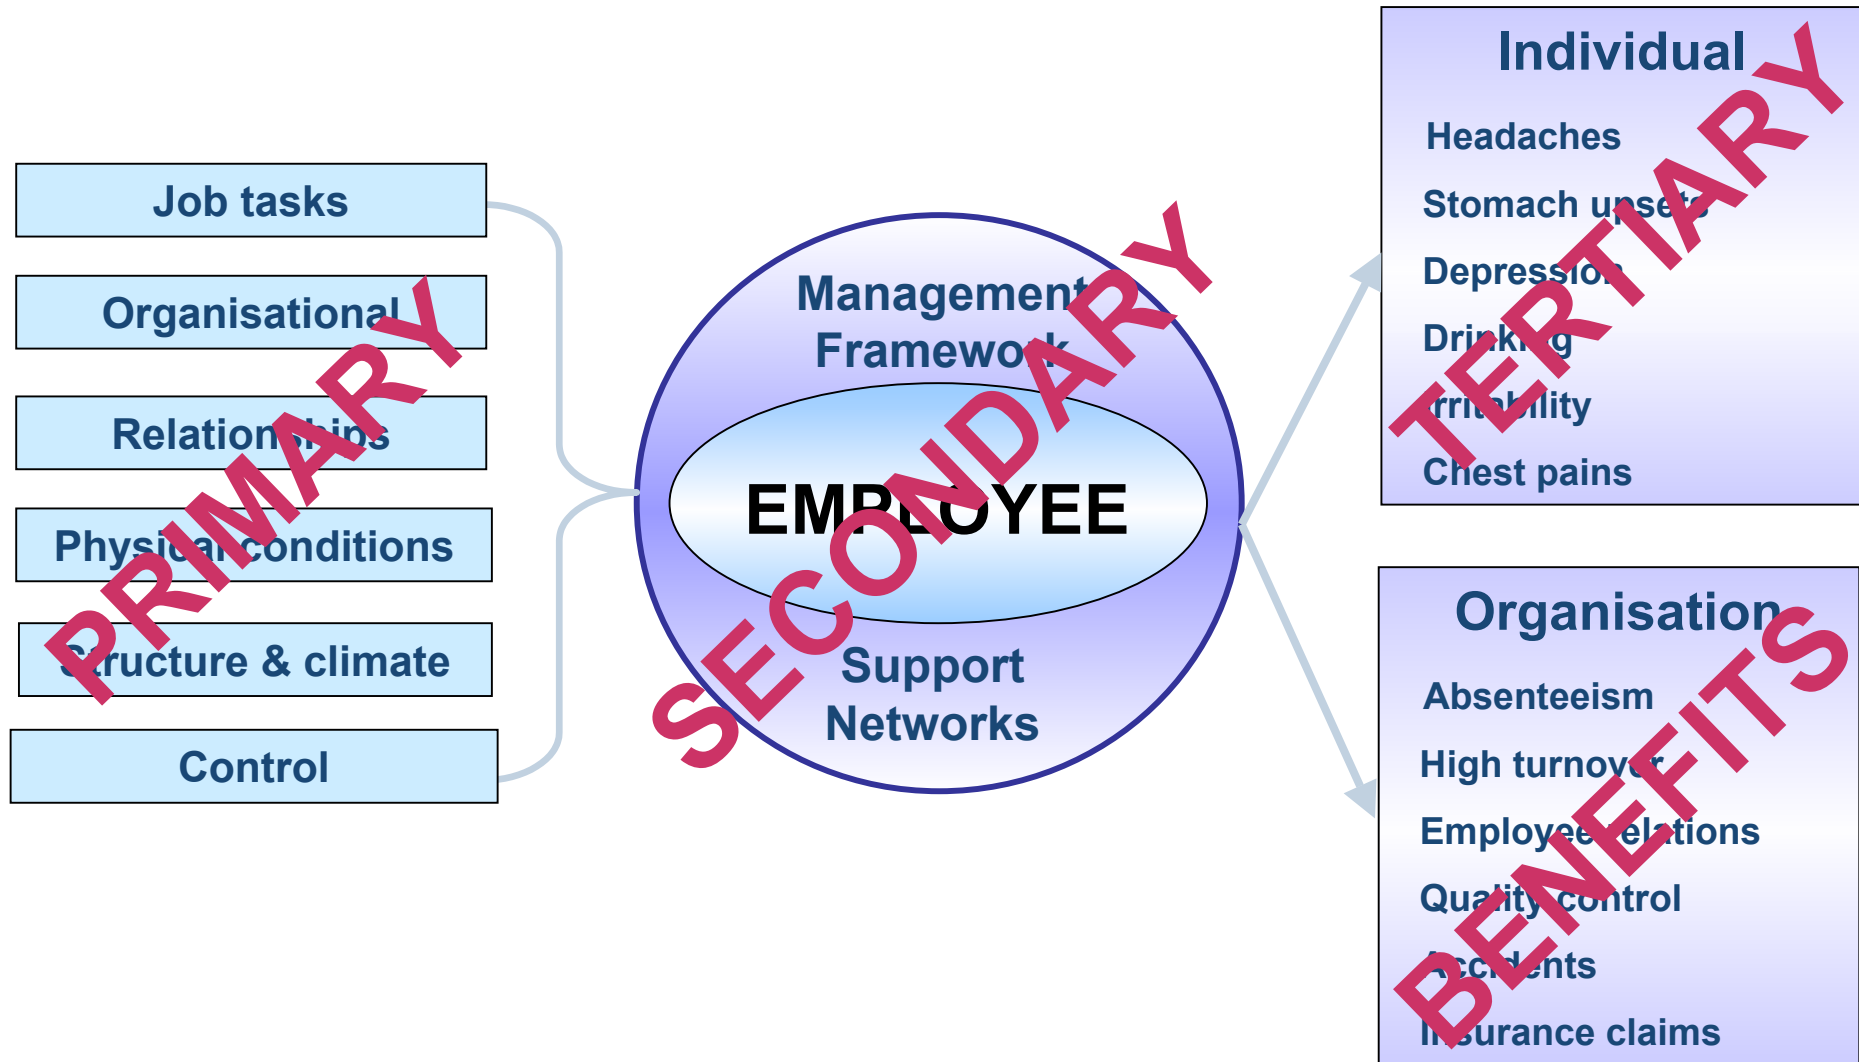 Job tasks
Organisational
Relationships
Physical conditions
Structure & climate
Control
PRIMARY
Management
Framework
EMPLOYEE
Support
Networks
SECONDARY
Individual
Headaches
Stomach upsets
Depression
Drinking
Irritability
Chest pains
TERTIARY
Organisation
Absenteeism
High turnover
Employee relations
Quality control
Accidents
Insurance claims
BENEFITS